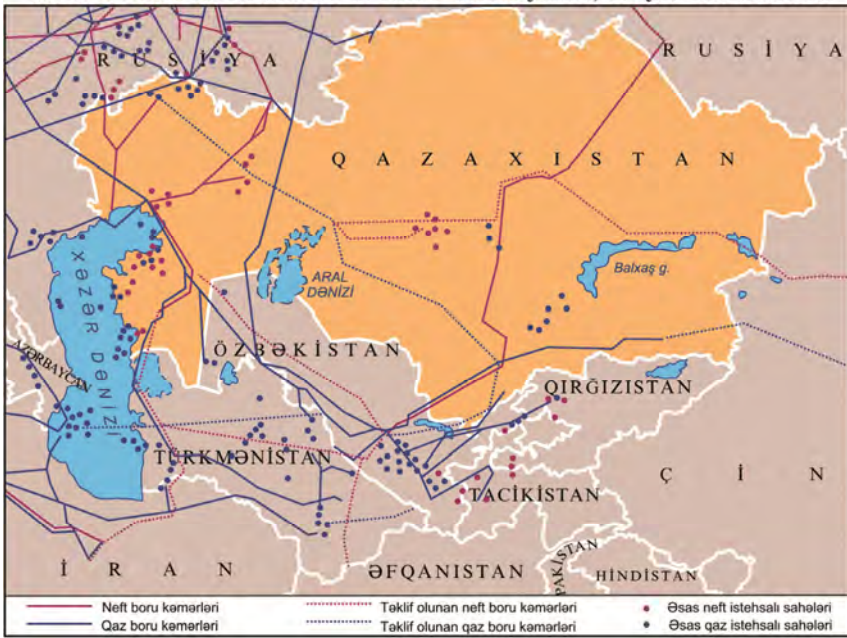 RUSİYA
RUSİYA
QAZAXISTAN
XƏZƏR DƏNİZİ
ARAL
DƏNİZİ
Balxaş g.
AZƏRBAYCAN
ÖZBƏKİSTAN
QIRĞIZISTAN
TÜRKMƏNİSTAN
TACİKİSTAN
ÇİN
İRAN
ƏFQANISTAN
PAKİSTAN
HİNDİSTAN
Neft boru kəmərləri
Təklif olunan neft boru kəmərləri
Əsas neft istehsalı sahələri
Qaz boru kəmərləri
Təklif olunan qaz boru kəmərləri
Əsas qaz istehsalı sahələri